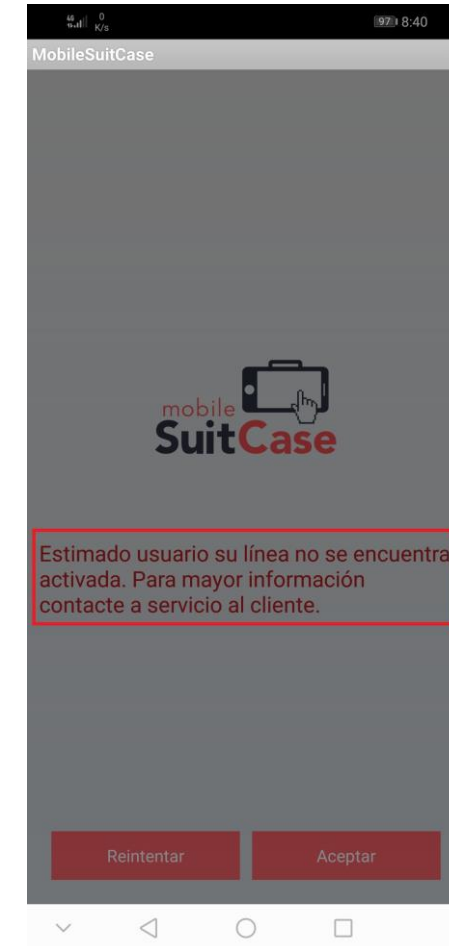 4G 0
K/s 97 8:40
MobileSuitCase
mobile
SuitCase
Estimado usuario su línea no se encuentra
activada. Para mayor información
contacte a servicio al cliente.
Reintentar Aceptar